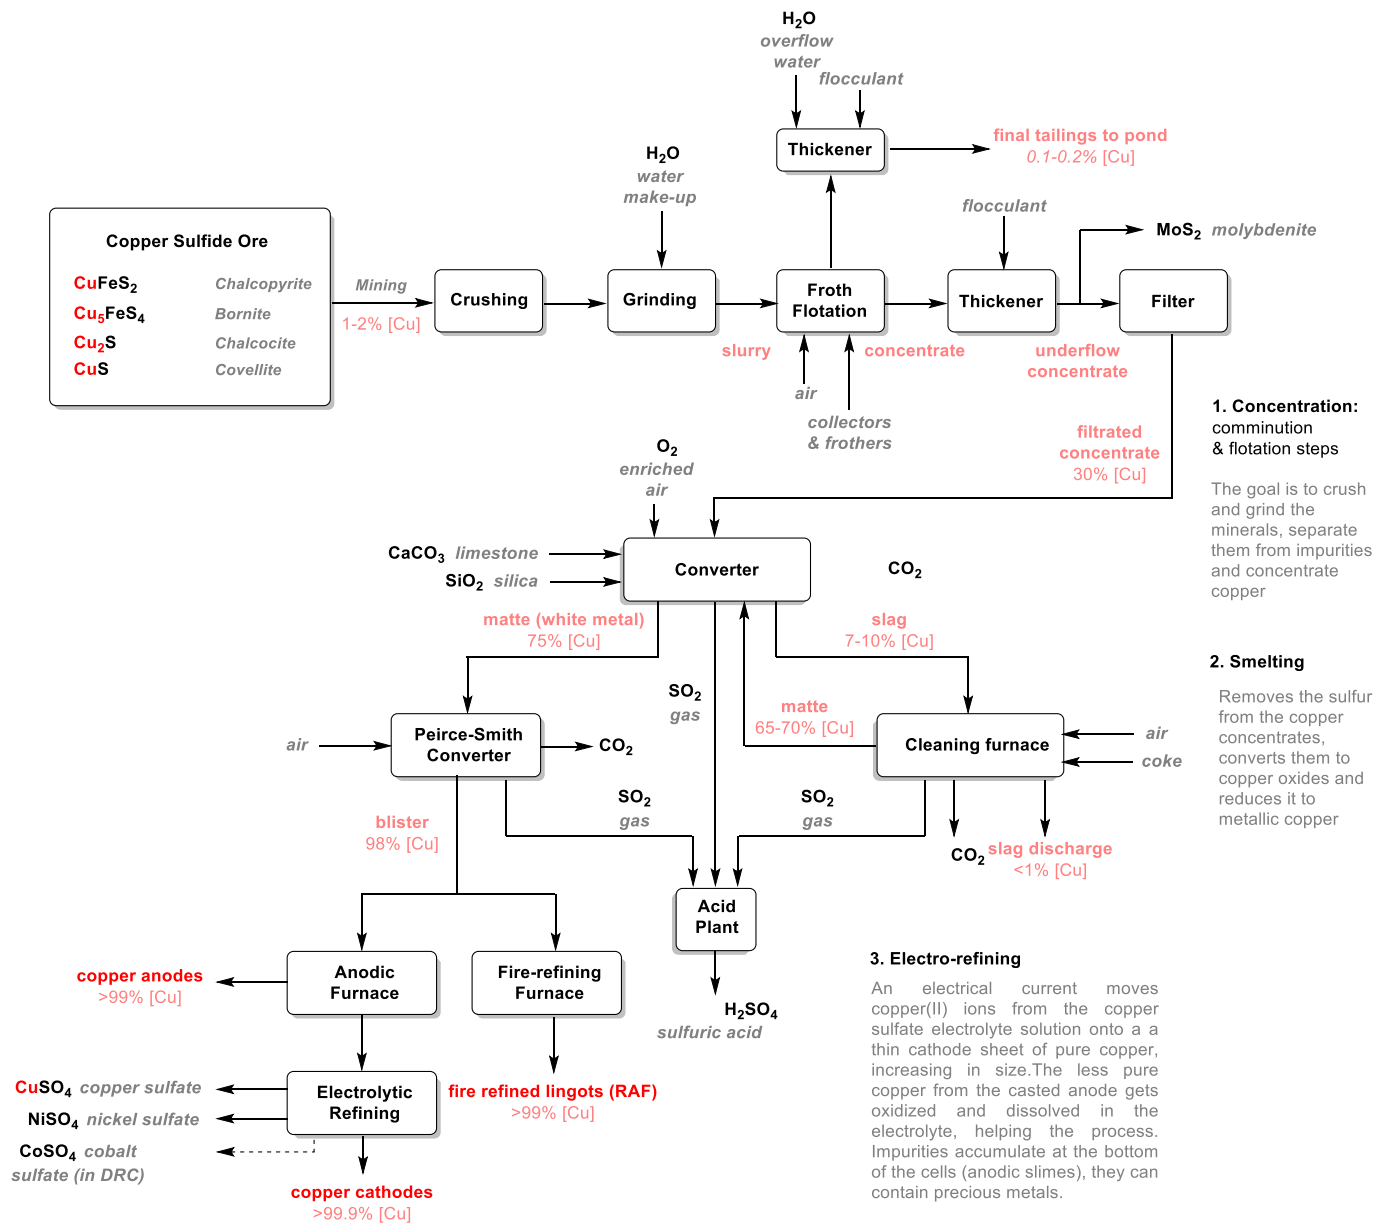 H₂O
overflow
water
flocculant
Thickener
final tailings to pond
0.1-0.2% [Cu]
H₂O
water
make-up
flocculant
MoS₂ molybdenite
Copper Sulfide Ore
CuFeS₂ Chalcopyrite
Cu₅FeS₄ Bornite
Cu₂S Chalcocite
CuS Covellite
Mining
1-2% [Cu]
Crushing
Grinding
Froth
Flotation
Thickener
Filter
slurry
concentrate
underflow
concentrate
air
collectors
& frothers
filtrated
concentrate
30% [Cu]
1. Concentration:
comminution
& flotation steps
The goal is to crush
and grind the
minerals, separate
them from impurities
and concentrate
copper
O₂
enriched
air
CaCO₃ limestone
SiO₂ silica
Converter
CO₂
matte (white metal)
75% [Cu]
slag
7-10% [Cu]
SO₂
gas
matte
65-70% [Cu]
2. Smelting
Removes the sulfur
from the copper
concentrates,
converts them to
copper oxides and
reduces it to
metallic copper
air
Peirce-Smith
Converter
CO₂
Cleaning furnace
air
coke
SO₂
gas
SO₂
gas
blister
98% [Cu]
CO₂
slag discharge
<1% [Cu]
Acid
Plant
H₂SO₄
sulfuric acid
copper anodes
>99% [Cu]
Anodic
Furnace
Fire-refining
Furnace
CuSO₄ copper sulfate
NiSO₄ nickel sulfate
CoSO₄ cobalt
sulfate (in DRC)
Electrolytic
Refining
fire refined lingots (RAF)
>99% [Cu]
copper cathodes
>99.9% [Cu]
3. Electro-refining
An electrical current moves
copper(II) ions from the copper
sulfate electrolyte solution onto a a
thin cathode sheet of pure copper,
increasing in size.The less pure
copper from the casted anode gets
oxidized and dissolved in the
electrolyte, helping the process.
Impurities accumulate at the bottom
of the cells (anodic slimes), they can
contain precious metals.